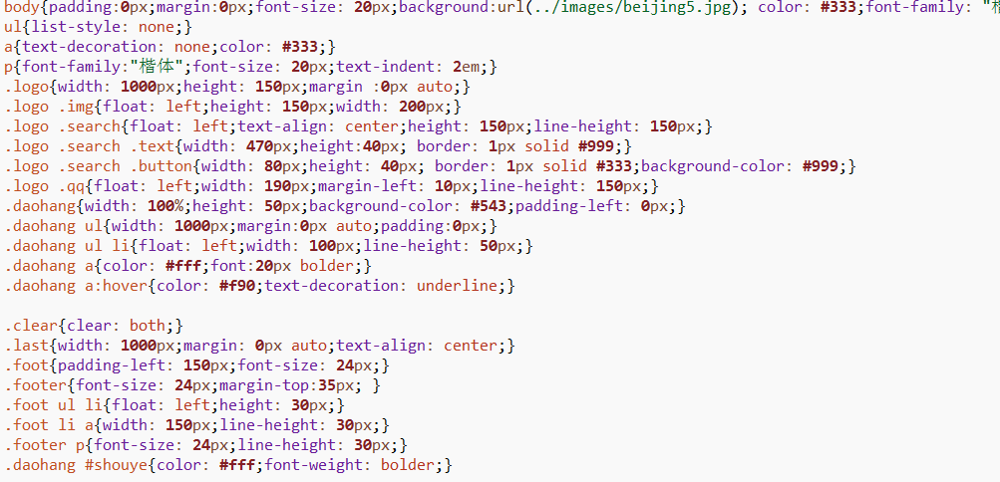 body{padding:0px;margin:0px;font-size: 20px;background:url(../images/beijing5.jpg); color: #333;font-family: "
ul{list-style: none;}
a{text-decoration: none;color: #333;}
p{font-family:"楷体";font-size: 20px;text-indent: 2em;}
.logo{width: 1000px;height: 150px;margin :0px auto;}
.logo .img{float: left;height: 150px;width: 200px;}
.logo .search{float: left;text-align: center;height: 150px;line-height: 150px;}
.logo .search .text{width: 470px;height:40px; border: 1px solid #999;}
.logo .search .button{width: 80px;height: 40px; border: 1px solid #333;background-color: #999;}
.logo .qq{float: left;width: 190px;margin-left: 10px;line-height: 150px;}
.daohang{width: 100%;height: 50px;background-color: #543;padding-left: 0px;}
.daohang ul{width: 1000px;margin:0px auto;padding:0px;}
.daohang ul li{float: left;width: 100px;line-height: 50px;}
.daohang a{color: #fff;font:20px bolder;}
.daohang a:hover{color: #f90;text-decoration: underline;}
.clear{clear: both;}
.last{width: 1000px;margin: 0px auto;text-align: center;}
.foot{padding-left: 150px;font-size: 24px;}
.footer{font-size: 24px;margin-top:35px; }
.foot ul li{float: left;height: 30px;}
.foot li a{width: 150px;line-height: 30px;}
.footer p{font-size: 24px;line-height: 30px;}
.daohang #shouye{color: #fff;font-weight: bolder;}